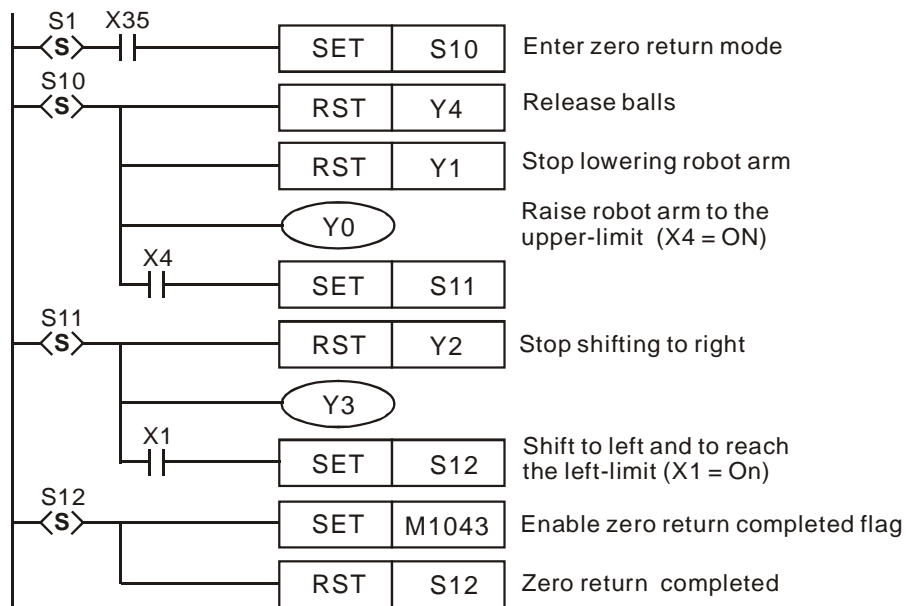 S1 X35
S SET S10 Enter zero return mode
S10
S RST Y4 Release balls
RST Y1 Stop lowering robot arm
Y0 Raise robot arm to the
upper-limit (X4 = ON)
X4
SET S11
S11
S RST Y2 Stop shifting to right
Y3
X1
SET S12 Shift to left and to reach
the left-limit (X1 = On)
S12
S SET M1043 Enable zero return completed flag
RST S12 Zero return completed